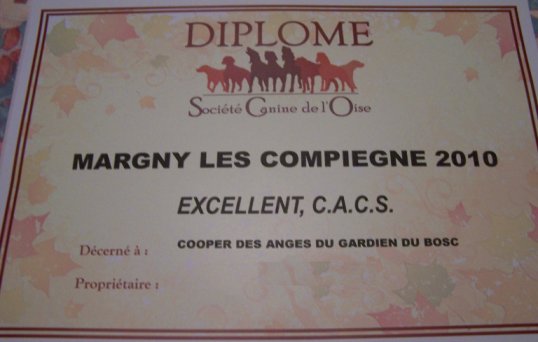 DIPLOME
Société Canine de l'Oise
MARGNY LES COMPIEGNE 2010
EXCELLENT, C.A.C.S.
Décerné à :
COOPER DES ANGES DU GARDIEN DU BOSC
Propriétaire :